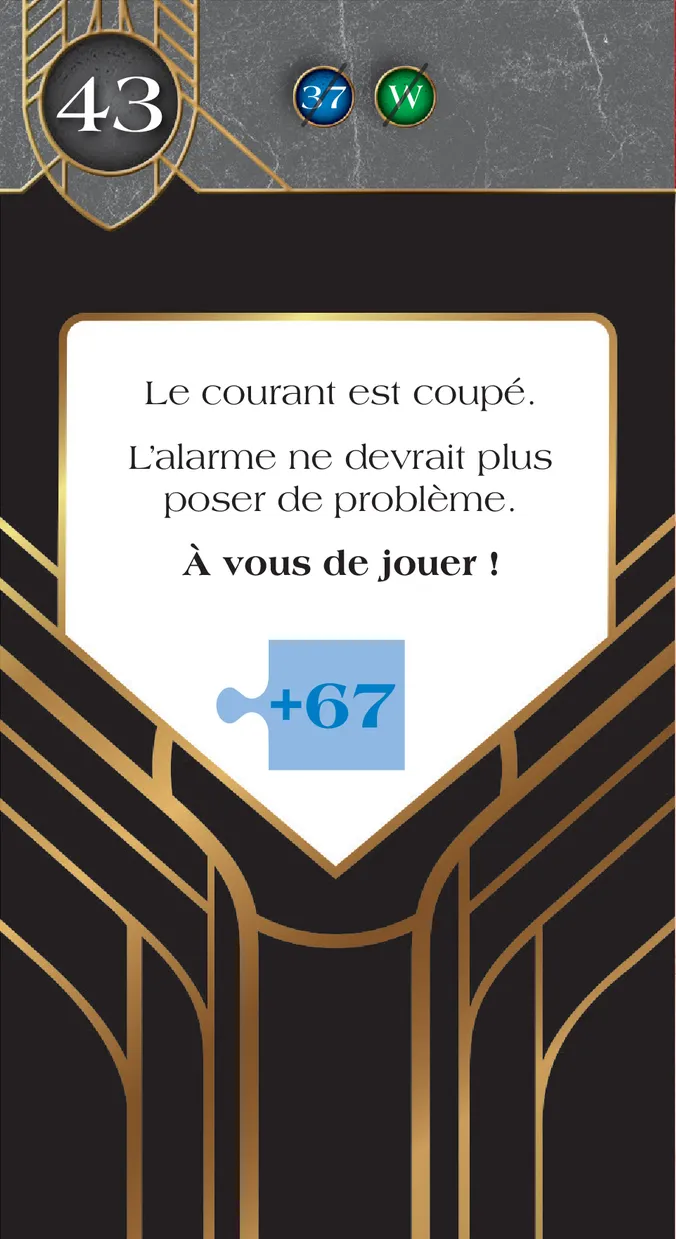 43
37 W
Le courant est coupé.
L’alarme ne devrait plus
poser de problème.
À vous de jouer !
+67